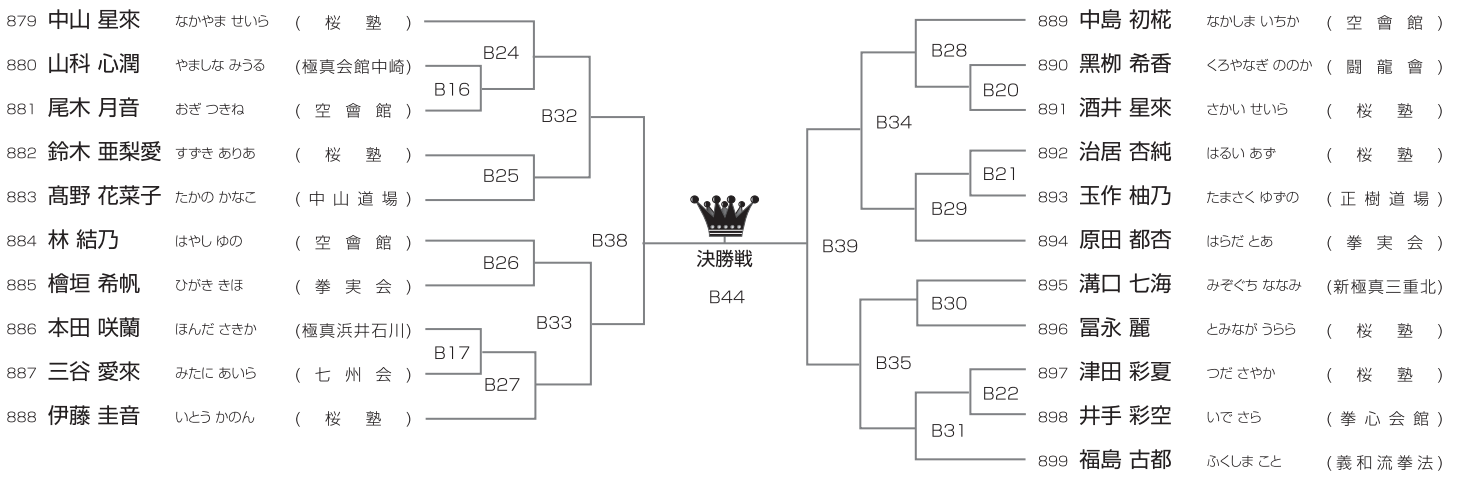 879 中山 星來 なかやま せいら ( 桜 塾 )
880 山科 心潤 やましな みうる (極真会館中崎)
881 尾木 月音 おぎ つきね ( 空 會 館 )
882 鈴木 亜梨愛 すずき ありあ ( 桜 塾 )
883 髙野 花菜子 たかの かなこ ( 中 山 道 場 )
884 林 結乃 はやし ゆの ( 空 會 館 )
885 檜垣 希帆 ひがき きほ ( 拳 実 会 )
886 本田 咲蘭 ほんだ さきか (極真浜井石川)
887 三谷 愛來 みたに あいら ( 七 州 会 )
888 伊藤 圭音 いとう かのん ( 桜 塾 )
B24
B16
B32
B25
B38
B26
B33
B17
B27
決勝戦
B44
B28
B20
B34
B21
B29
B39
B30
B35
B22
B31
889 中島 初椛 なかしま いちか ( 空 會 館 )
890 黑栁 希香 くろやなぎ ののか ( 闘 龍 會 )
891 酒井 星來 さかい せいら ( 桜 塾 )
892 治居 杏純 はるい あず ( 桜 塾 )
893 玉作 柚乃 たまさく ゆずの ( 正 樹 道 場 )
894 原田 都杏 はらだ とあ ( 拳 実 会 )
895 溝口 七海 みぞぐち ななみ (新極真三重北)
896 冨永 麗 とみなが うらら ( 桜 塾 )
897 津田 彩夏 つだ さやか ( 桜 塾 )
898 井手 彩空 いで さら ( 拳 心 会 館 )
899 福島 古都 ふくしま こと ( 義 和 流 拳 法 )